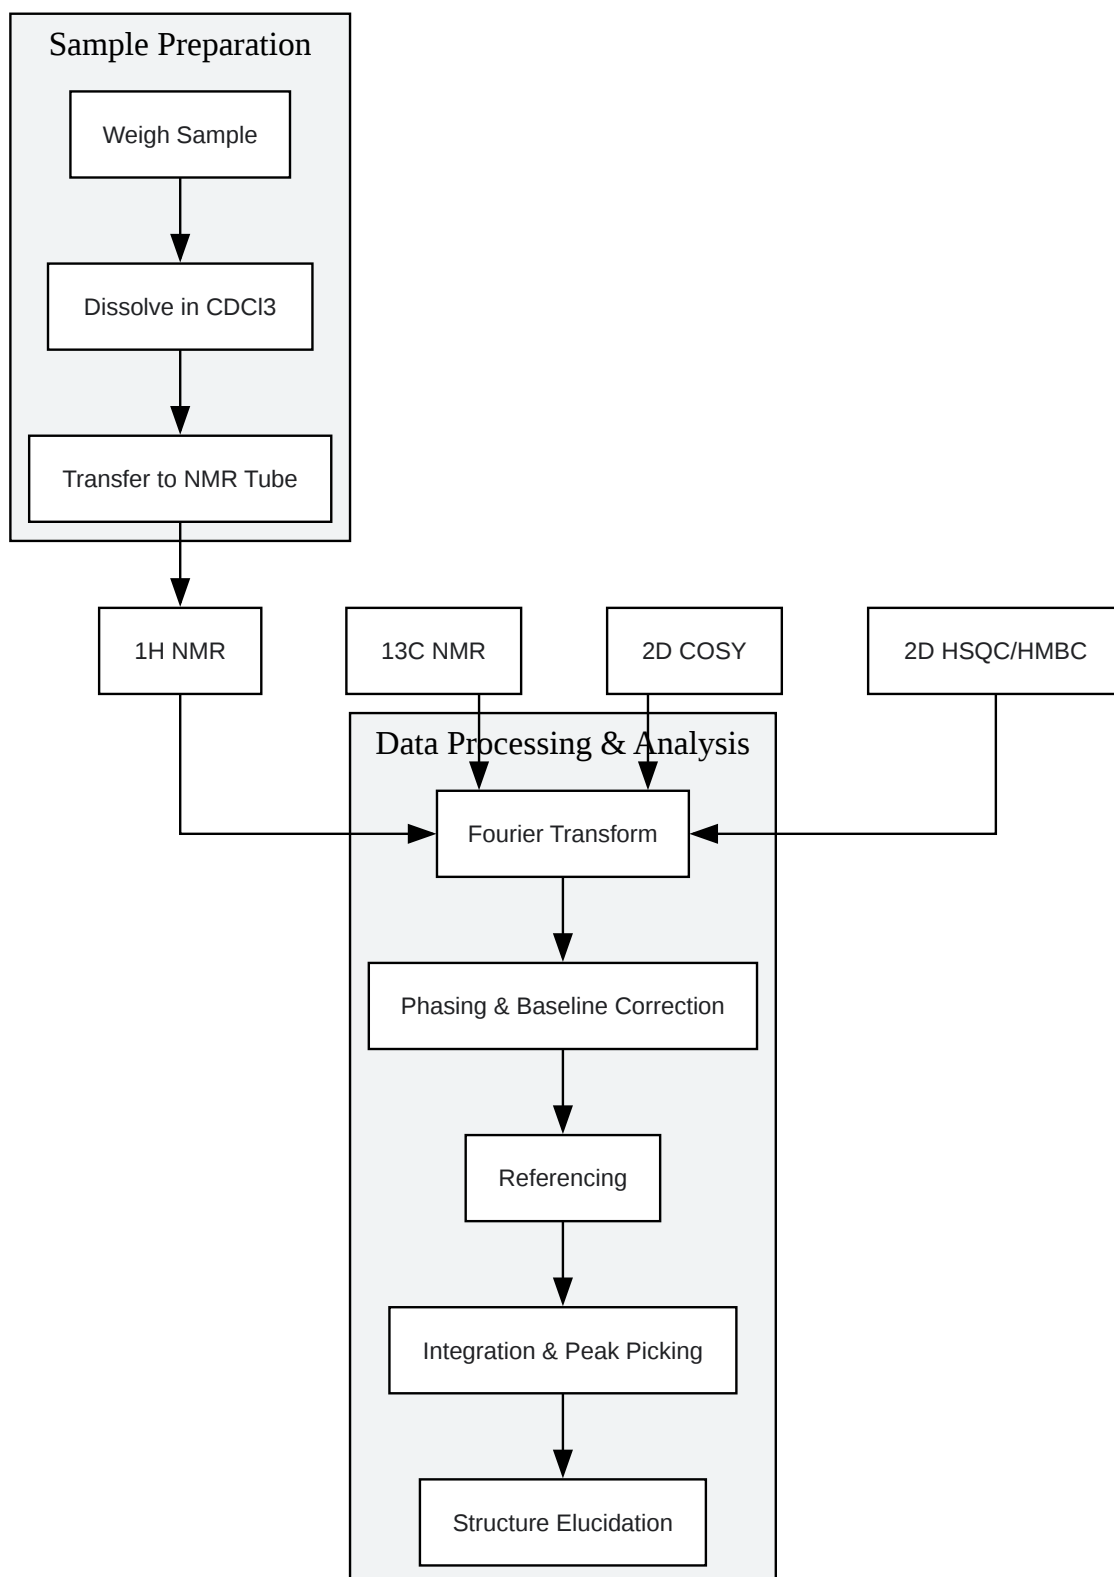 Sample Preparation
Weigh Sample
Dissolve in CDCl3
Transfer to NMR Tube
1H NMR
13C NMR
2D COSY
2D HSQC/HMBC
Data Processing & Analysis
Fourier Transform
Phasing & Baseline Correction
Referencing
Integration & Peak Picking
Structure Elucidation